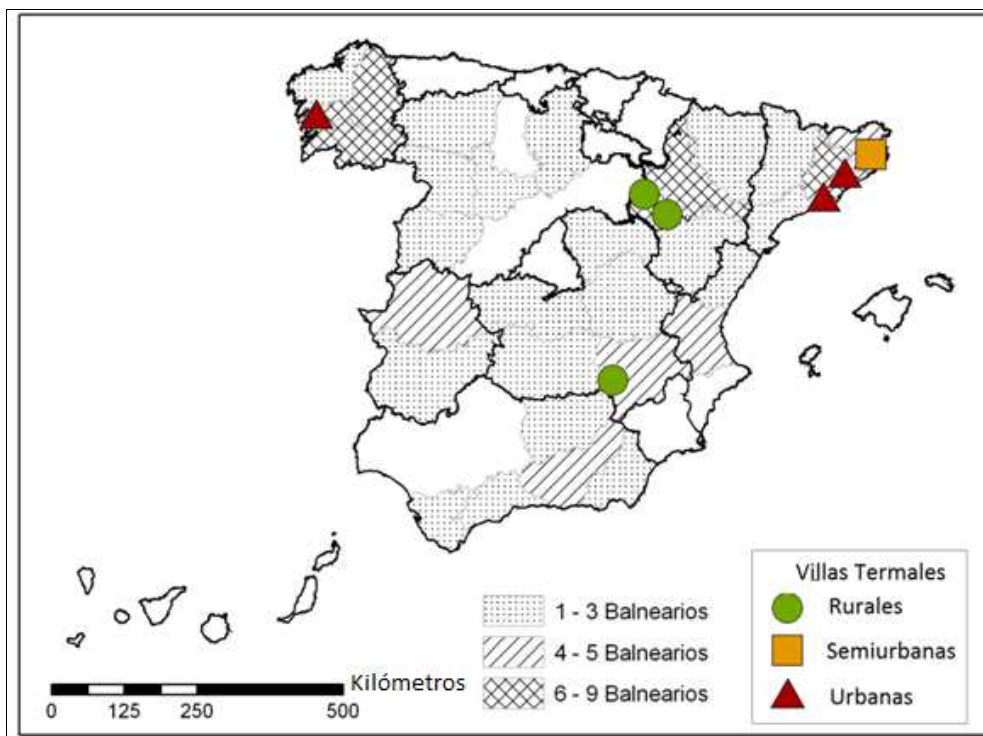 1 - 3 Balnearios
4 - 5 Balnearios
6 - 9 Balnearios
Kilómetros
0 125 250 500
Villas Termales
Rurales
Semiurbanas
Urbanas